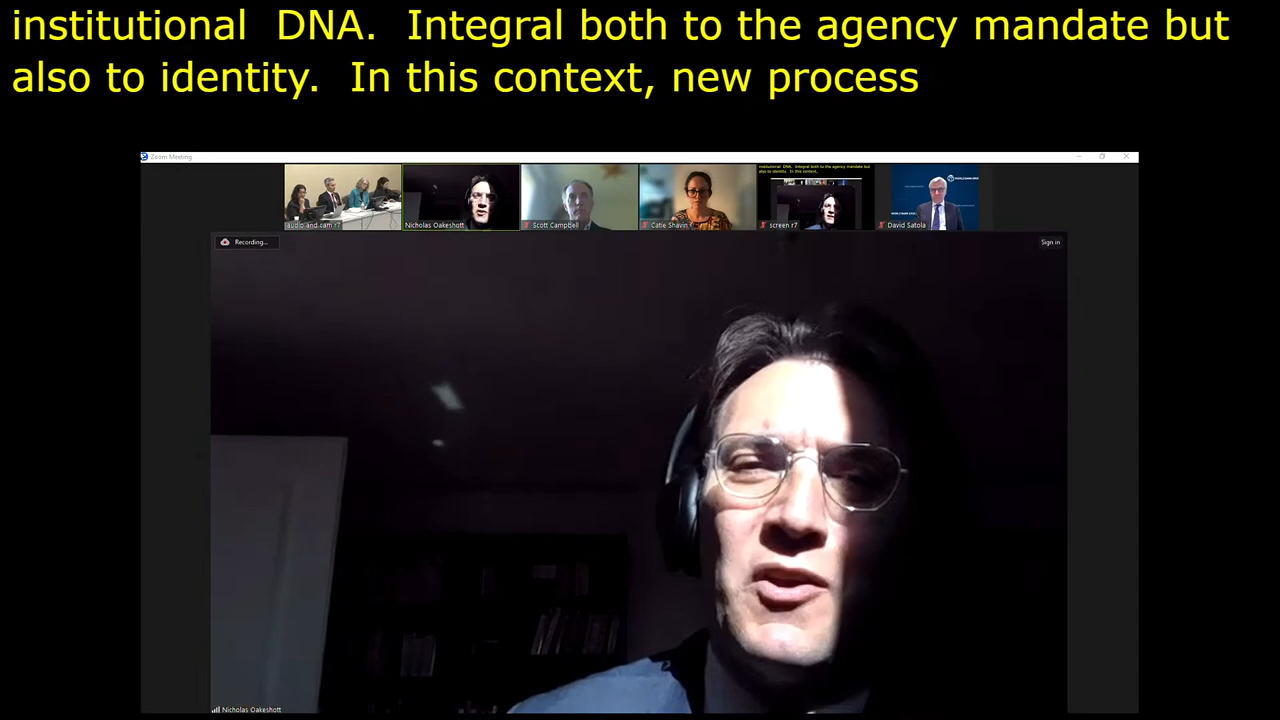 institutional DNA. Integral both to the agency mandate but
also to identity. In this context, new process
Zoom Meeting
audio and cam r7
Nicholas Oakeshott
Scott Campbell
Catie Shavin
screen r7
David Satola
Recording...
Sign in
Nicholas Oakeshott